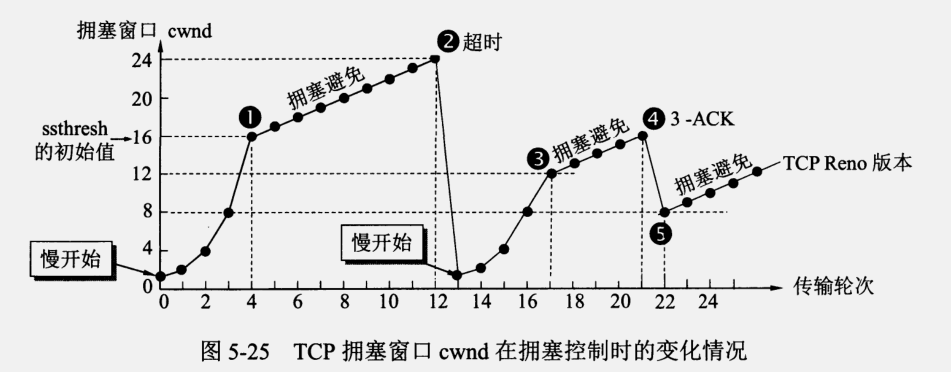 拥塞窗口 cwnd
❷超时
24
拥塞避免
20
❶
ssthresh
的初始值
16
❸
拥塞避免
❹ 3 -ACK
12
拥塞避免
TCP Reno 版本
8
❺
慢开始
慢开始
4
0
0 2 4 6 8 10 12 14 16 18 20 22 24
传输轮次
图 5-25 TCP 拥塞窗口 cwnd 在拥塞控制时的变化情况